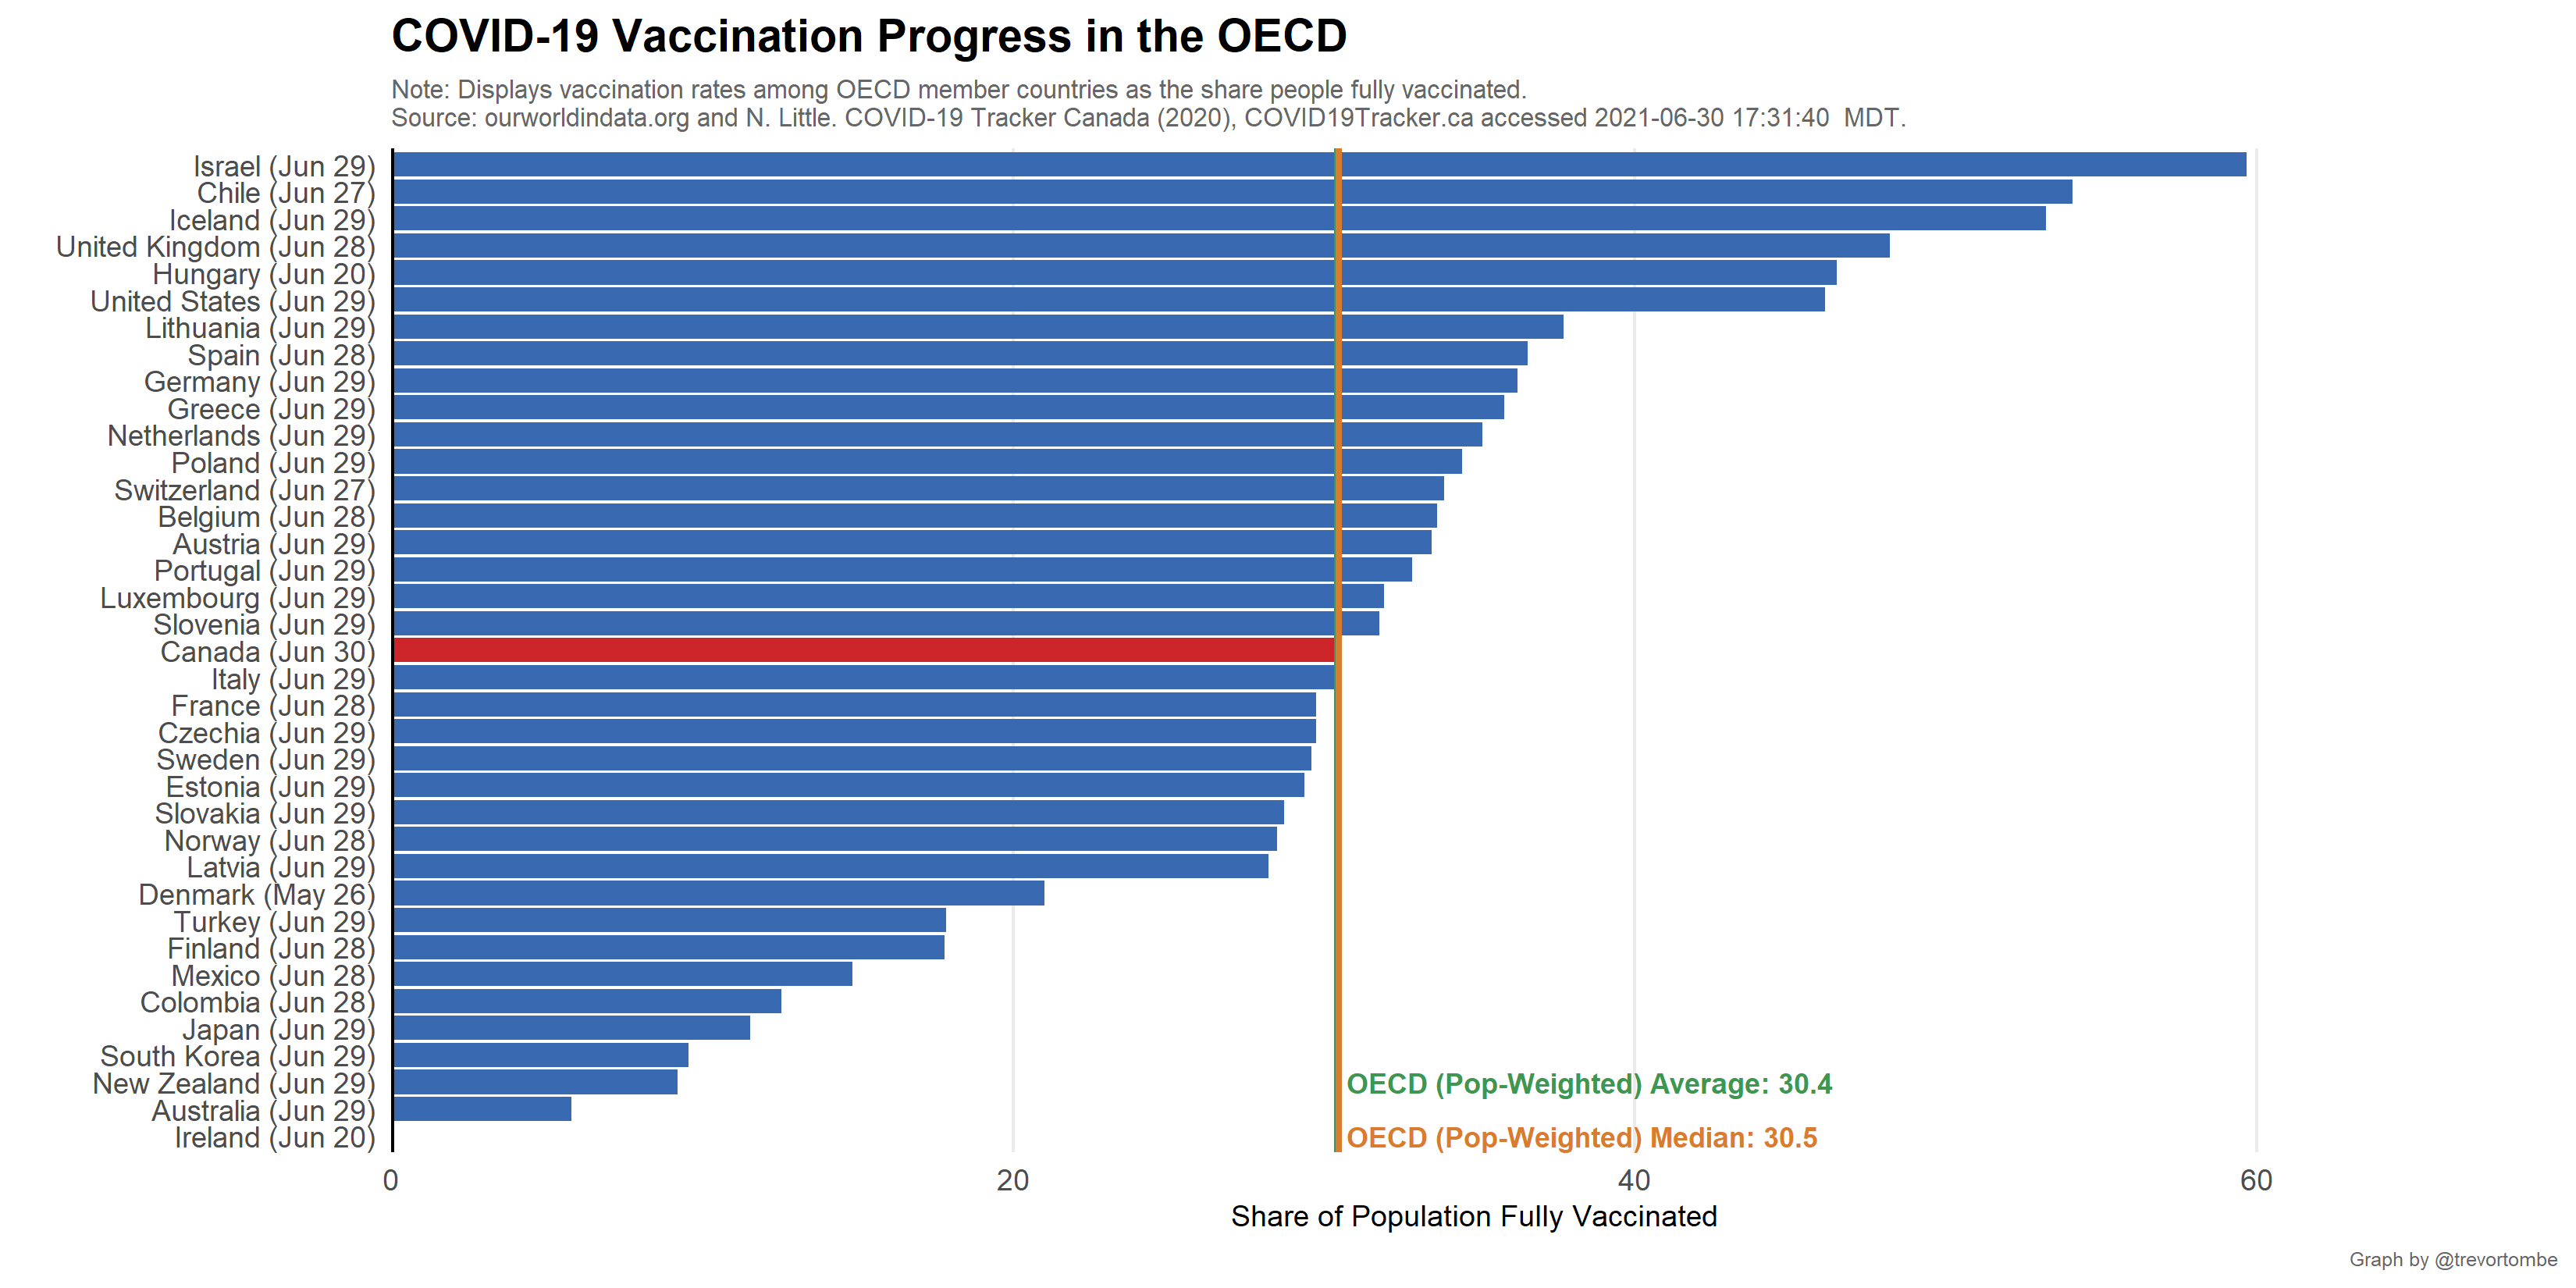 COVID-19 Vaccination Progress in the OECD
Note: Displays vaccination rates among OECD member countries as the share people fully vaccinated.
Source: ourworldindata.org and N. Little. COVID-19 Tracker Canada (2020), COVID19Tracker.ca accessed 2021-06-30 17:31:40  MDT.
Israel (Jun 29)
Chile (Jun 27)
Iceland (Jun 29)
United Kingdom (Jun 28)
Hungary (Jun 20)
United States (Jun 29)
Lithuania (Jun 29)
Spain (Jun 28)
Germany (Jun 29)
Greece (Jun 29)
Netherlands (Jun 29)
Poland (Jun 29)
Switzerland (Jun 27)
Belgium (Jun 28)
Austria (Jun 29)
Portugal (Jun 29)
Luxembourg (Jun 29)
Slovenia (Jun 29)
Canada (Jun 30)
Italy (Jun 29)
France (Jun 28)
Czechia (Jun 29)
Sweden (Jun 29)
Estonia (Jun 29)
Slovakia (Jun 29)
Norway (Jun 28)
Latvia (Jun 29)
Denmark (May 26)
Turkey (Jun 29)
Finland (Jun 28)
Mexico (Jun 28)
Colombia (Jun 28)
Japan (Jun 29)
South Korea (Jun 29)
New Zealand (Jun 29)
Australia (Jun 29)
Ireland (Jun 20)
OECD (Pop-Weighted) Average: 30.4
OECD (Pop-Weighted) Median: 30.5
0 20 40 60
Share of Population Fully Vaccinated
Graph by @trevortombe